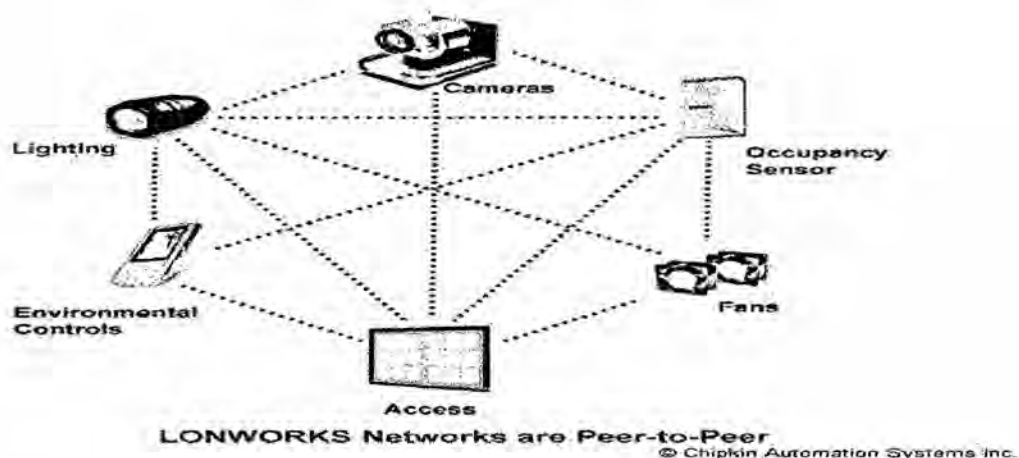 Cameras
Lighting
Occupancy
Sensor
Environmental
Controls
Fans
Access
LONWORKS Networks are Peer-to-Peer
© Chipkin Automation Systems Inc.